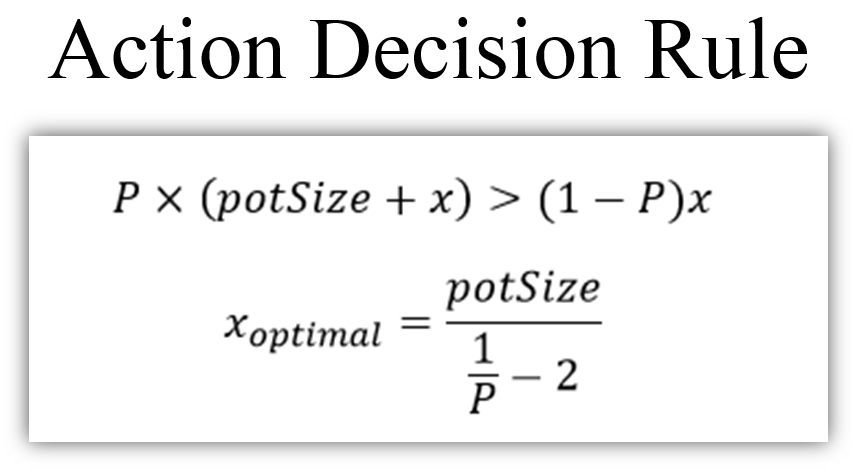 Action Decision Rule
P × (potSize + x) > (1 − P)x
x_optimal = potSize / (1/P − 2)